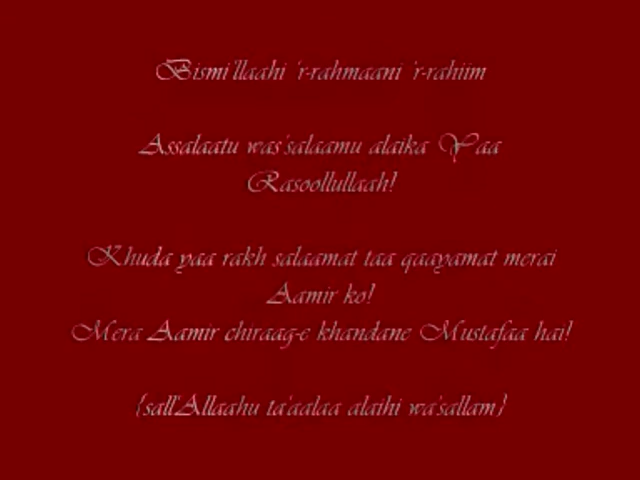 Bismi'llaahi 'r-rahmaani 'r-rahiim
Assalaatu was'salaamu alaika Yaa
Rasoollullaah!
Khuda yaa rakh salaamat taa qaayamat merai
Aamir ko!
Mera Aamir chiraag-e khandane Mustafaa hai!
{sall'Allaahu ta'aalaa alaihi wa'sallam}